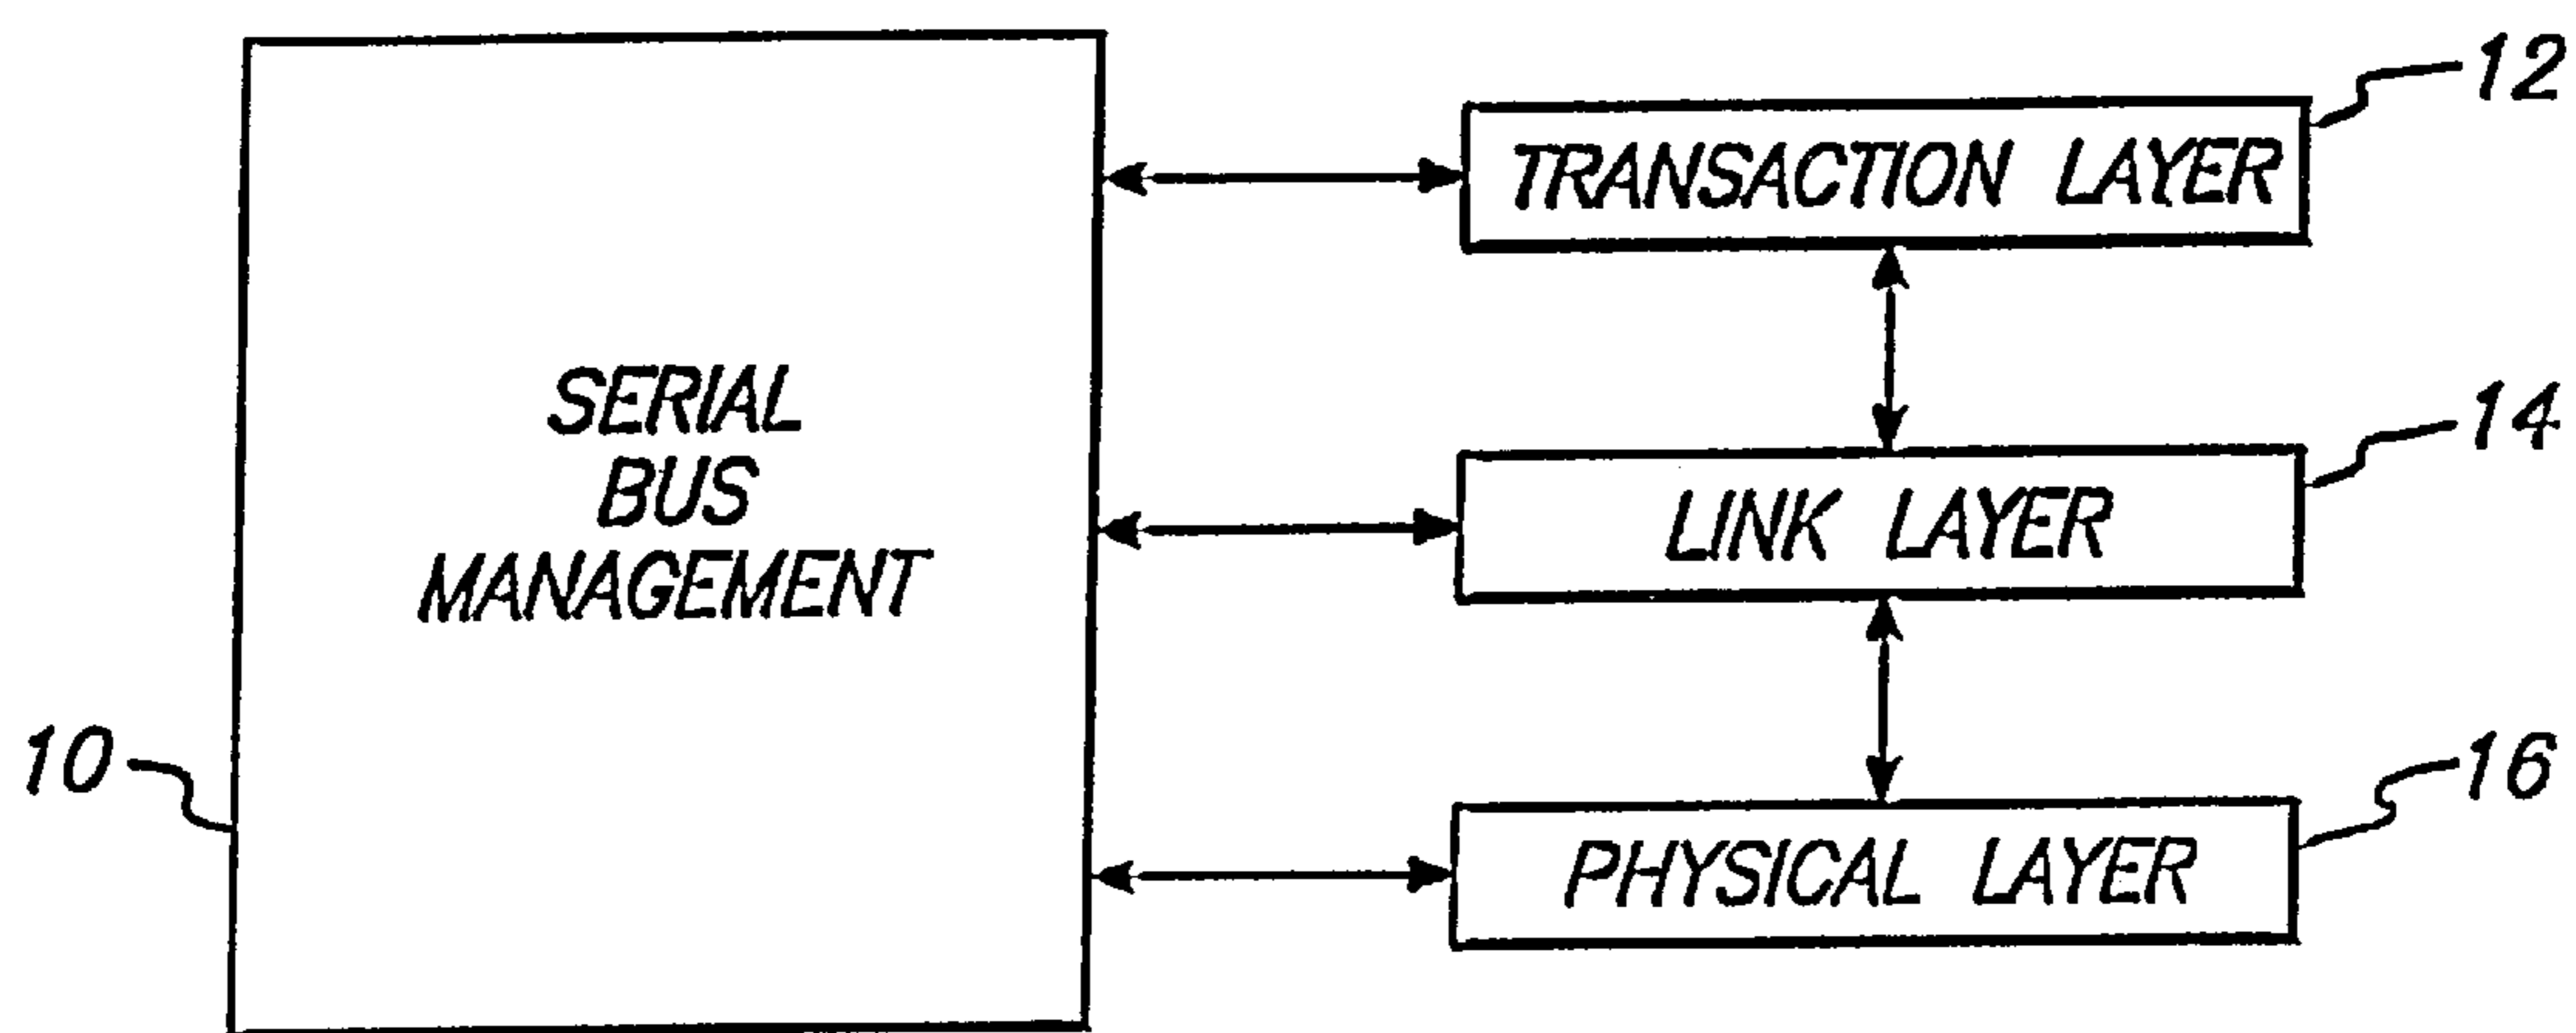 12
TRANSACTION LAYER
14
SERIAL
BUS
MANAGEMENT
LINK LAYER
10
16
PHYSICAL LAYER